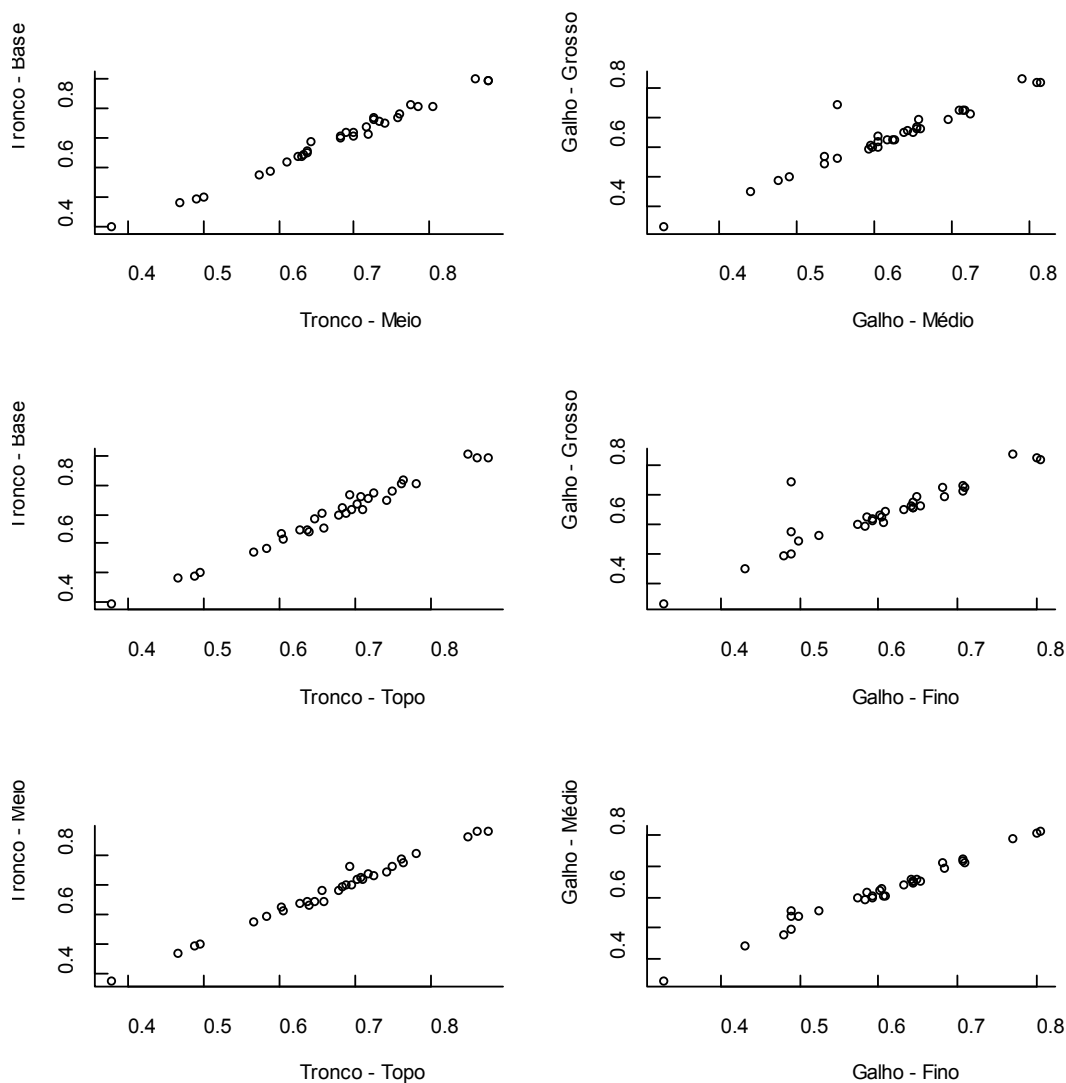 Tronco - Base
0.8
0.6
0.4
0.4 0.5 0.6 0.7 0.8
Tronco - Meio
Galho - Grosso
0.8
0.6
0.4
0.4 0.5 0.6 0.7 0.8
Galho - Médio
Tronco - Base
0.8
0.6
0.4
0.4 0.5 0.6 0.7 0.8
Tronco - Topo
Galho - Grosso
0.8
0.6
0.4
0.4 0.5 0.6 0.7 0.8
Galho - Fino
Tronco - Meio
0.8
0.6
0.4
0.4 0.5 0.6 0.7 0.8
Tronco - Topo
Galho - Médio
0.8
0.6
0.4
0.4 0.5 0.6 0.7 0.8
Galho - Fino